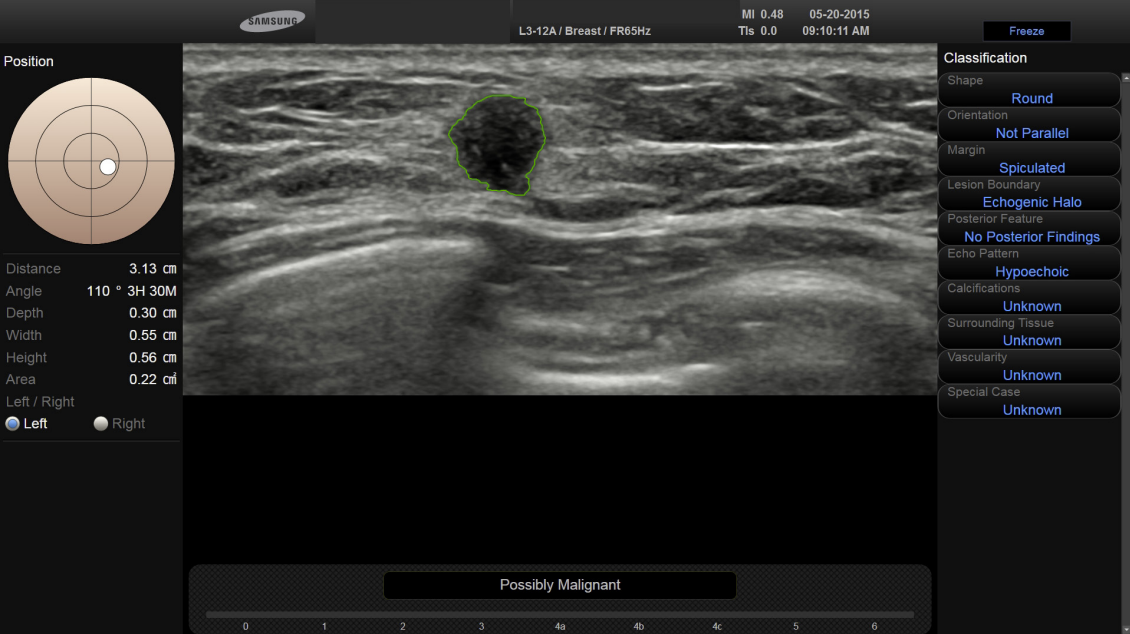 SAMSUNG
MI 0.48 05-20-2015
L3-12A / Breast / FR65Hz TIs 0.0 09:10:11 AM
Freeze
Position
Distance 3.13 cm
Angle 110 ° 3H 30M
Depth 0.30 cm
Width 0.55 cm
Height 0.56 cm
Area 0.22 cm²
Left / Right
Left Right
Classification
Shape
Round
Orientation
Not Parallel
Margin
Spiculated
Lesion Boundary
Echogenic Halo
Posterior Feature
No Posterior Findings
Echo Pattern
Hypoechoic
Calcifications
Unknown
Surrounding Tissue
Unknown
Vascularity
Unknown
Special Case
Unknown
Possibly Malignant
0 1 2 3 4a 4b 4c 5 6